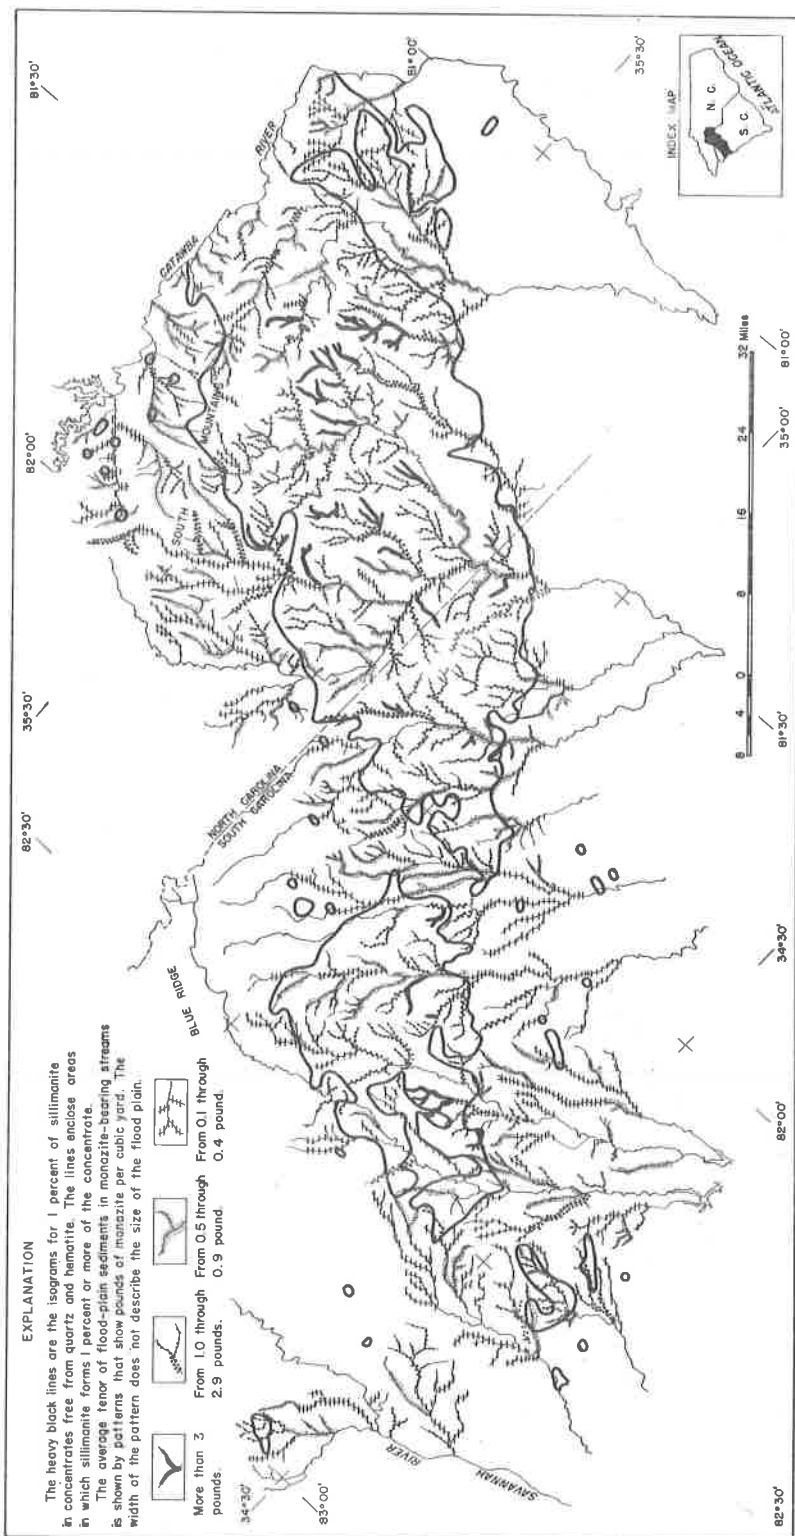 EXPLANATION
The heavy black lines are the isograms for 1 percent of sillimanite
in concentrates free from quartz and hematite. The lines enclose areas
in which sillimanite forms 1 percent or more of the concentrate.
The average tenor of flood-plain sediments in monazite-bearing streams
is shown by patterns that show pounds of monazite per cubic yard. The
width of the pattern does not describe the size of the flood plain.
More than 3
pounds.
From 1.0 through
2.9 pounds.
From 0.5 through
0.9 pound.
From 0.1 through
0.4 pound.
34°30'
83°00'
SAVANNAH
RIVER
82°30'
BLUE RIDGE
82°30'
NORTH CAROLINA
SOUTH CAROLINA
35°30'
82°00'
SOUTH
MOUNTAINS
CATAWBA
RIVER
81°30'
81°00'
35°30'
82°00'
34°30'
81°30'
35°00'
81°00'
8 4 0 8 16 24 32 Miles
INDEX MAP
N. C.
S. C.
ATLANTIC OCEAN